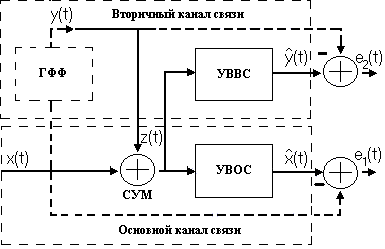 y(t)
Вторичный канал связи
ГФФ
УВВС
ŷ(t)
e₂(t)
z(t)
x(t)
СУМ
УВОС
x̂(t)
e₁(t)
Основной канал связи